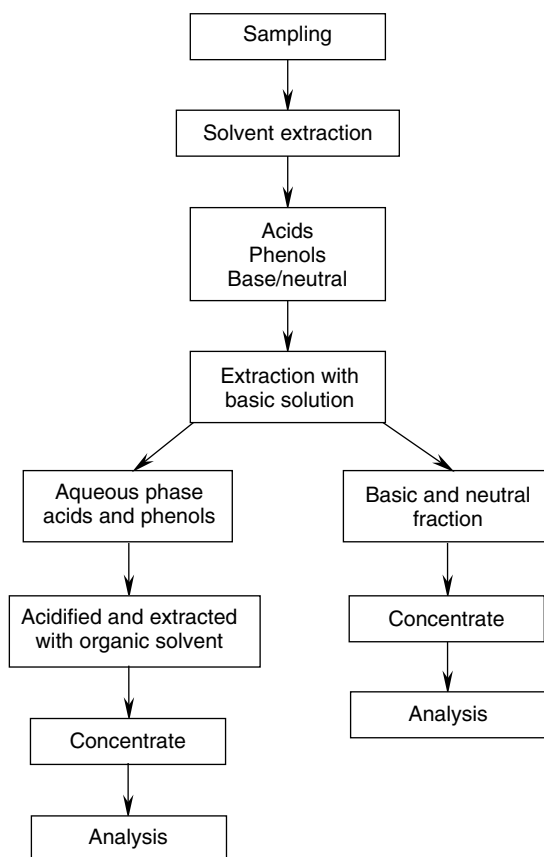 Sampling
Solvent extraction
Acids
Phenols
Base/neutral
Extraction with
basic solution
Aqueous phase
acids and phenols
Acidified and extracted
with organic solvent
Concentrate
Analysis
Basic and neutral
fraction
Concentrate
Analysis